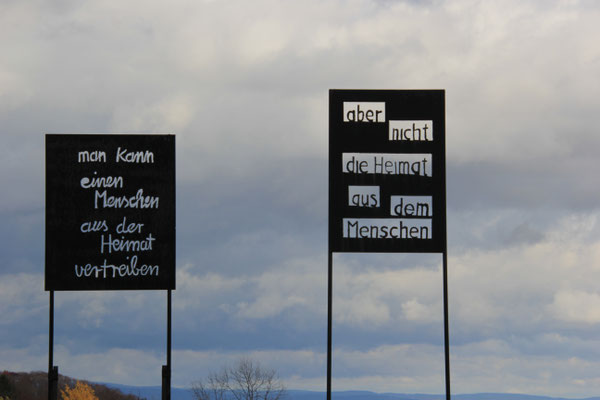 man kann
einen
Menschen
aus der
Heimat
vertreiben
aber
nicht
die Heimat
aus
dem
Menschen